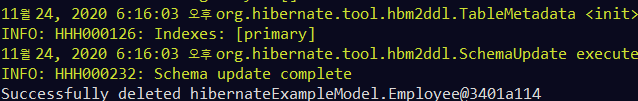 11월 24, 2020 6:16:03 오후 org.hibernate.tool.hbm2ddl.TableMetadata <init>
INFO: HHH000126: Indexes: [primary]
11월 24, 2020 6:16:03 오후 org.hibernate.tool.hbm2ddl.SchemaUpdate execute
INFO: HHH000232: Schema update complete
Successfully deleted hibernateExampleModel.Employee@3401a114